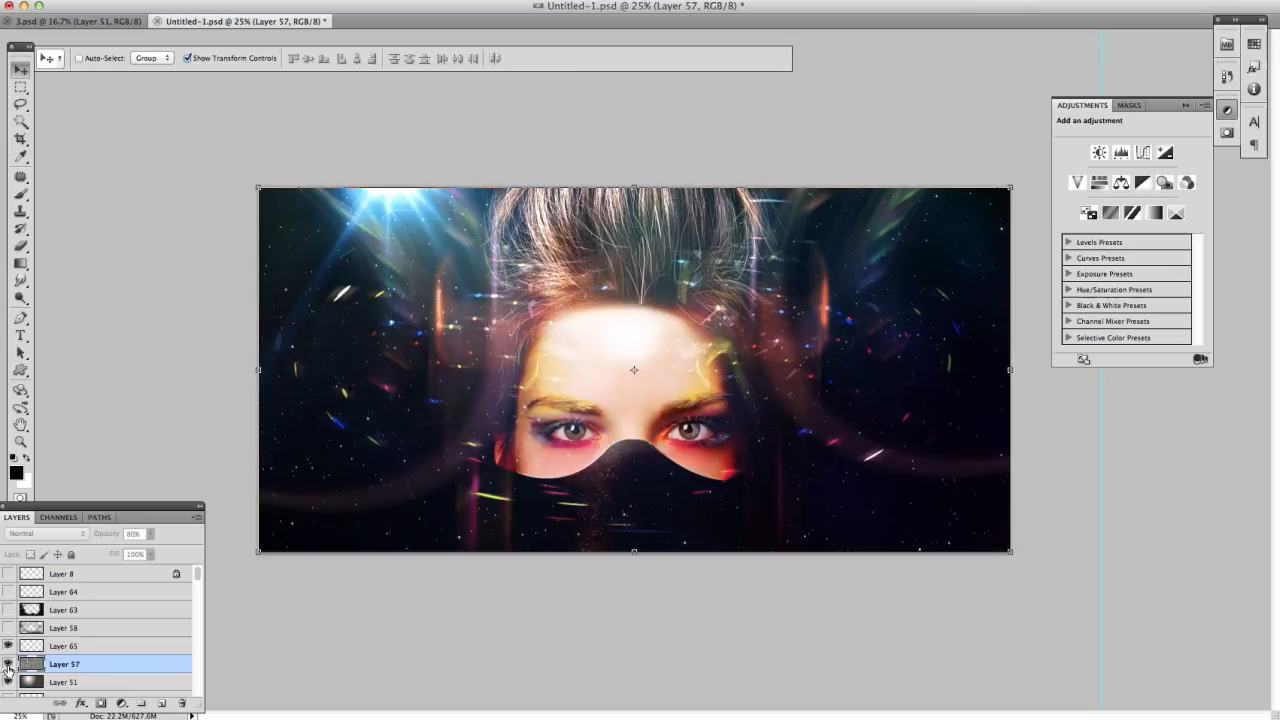 Untitled-1.psd @ 25% (Layer 57, RGB/8) *
3.psd @ 16.7% (Layer 51, RGB/8)
Untitled-1.psd @ 25% (Layer 57, RGB/8) *
Auto-Select: Group Show Transform Controls
Mb
fx
A
ADJUSTMENTS MASKS
Add an adjustment
V
Levels Presets
Curves Presets
Exposure Presets
Hue/Saturation Presets
Black & White Presets
Channel Mixer Presets
Selective Color Presets
T
LAYERS CHANNELS PATHS
Normal Opacity: 80%
Lock: Fill: 100%
Layer 8
Layer 64
Layer 63
Layer 58
Layer 65
Layer 57
Layer 51
fx
25% Doc: 22.2M/627.6M